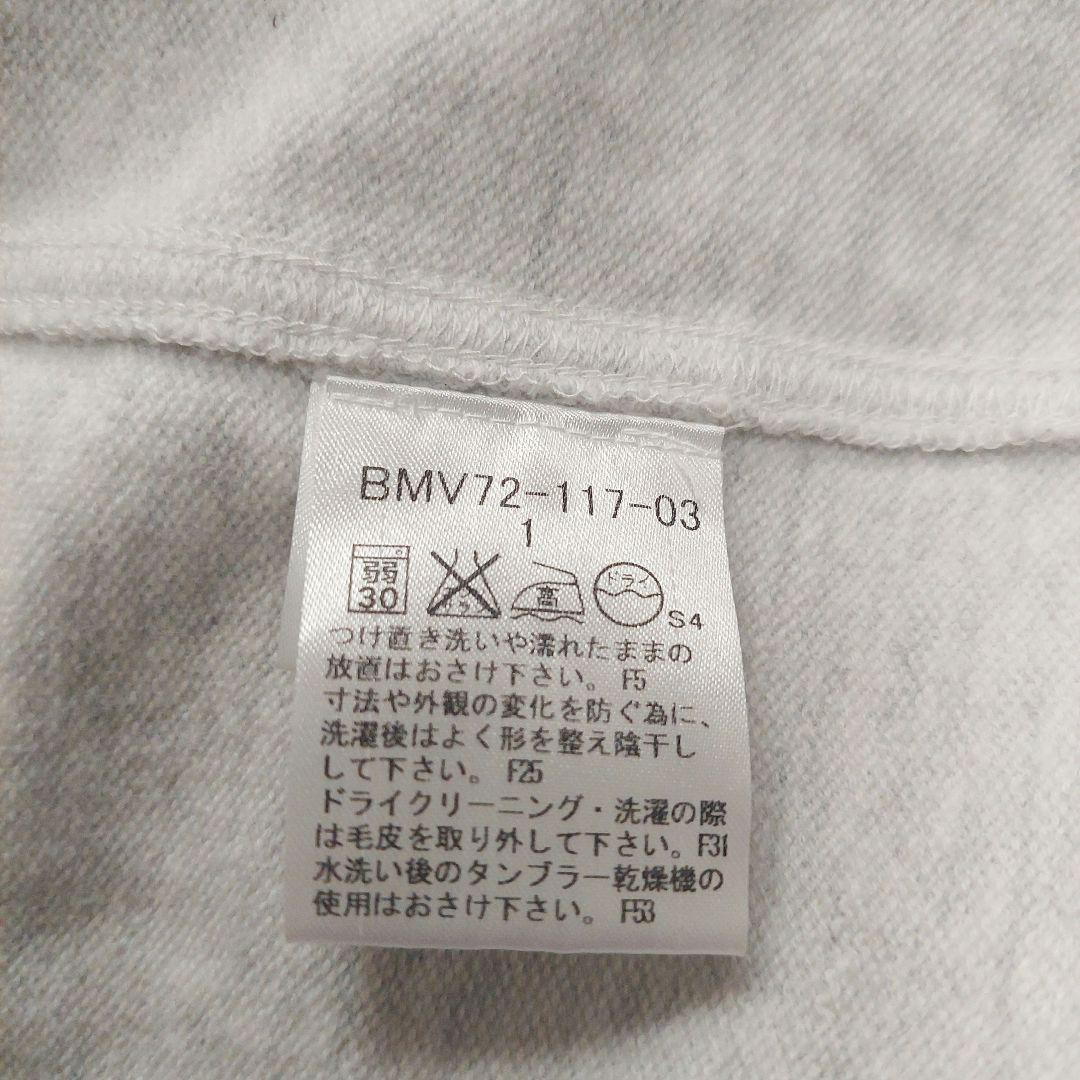 BMV72-117-03
1
弱
30
エンソ
高
ドライ
S4
つけ置き洗いや濡れたままの
放置はおさけ下さい。 F5
寸法や外観の変化を防ぐ為に、
洗濯後はよく形を整え陰干し
して下さい。 F25
ドライクリーニング・洗濯の際
は毛皮を取り外して下さい。F31
水洗い後のタンブラー乾燥機の
使用はおさけ下さい。 F53